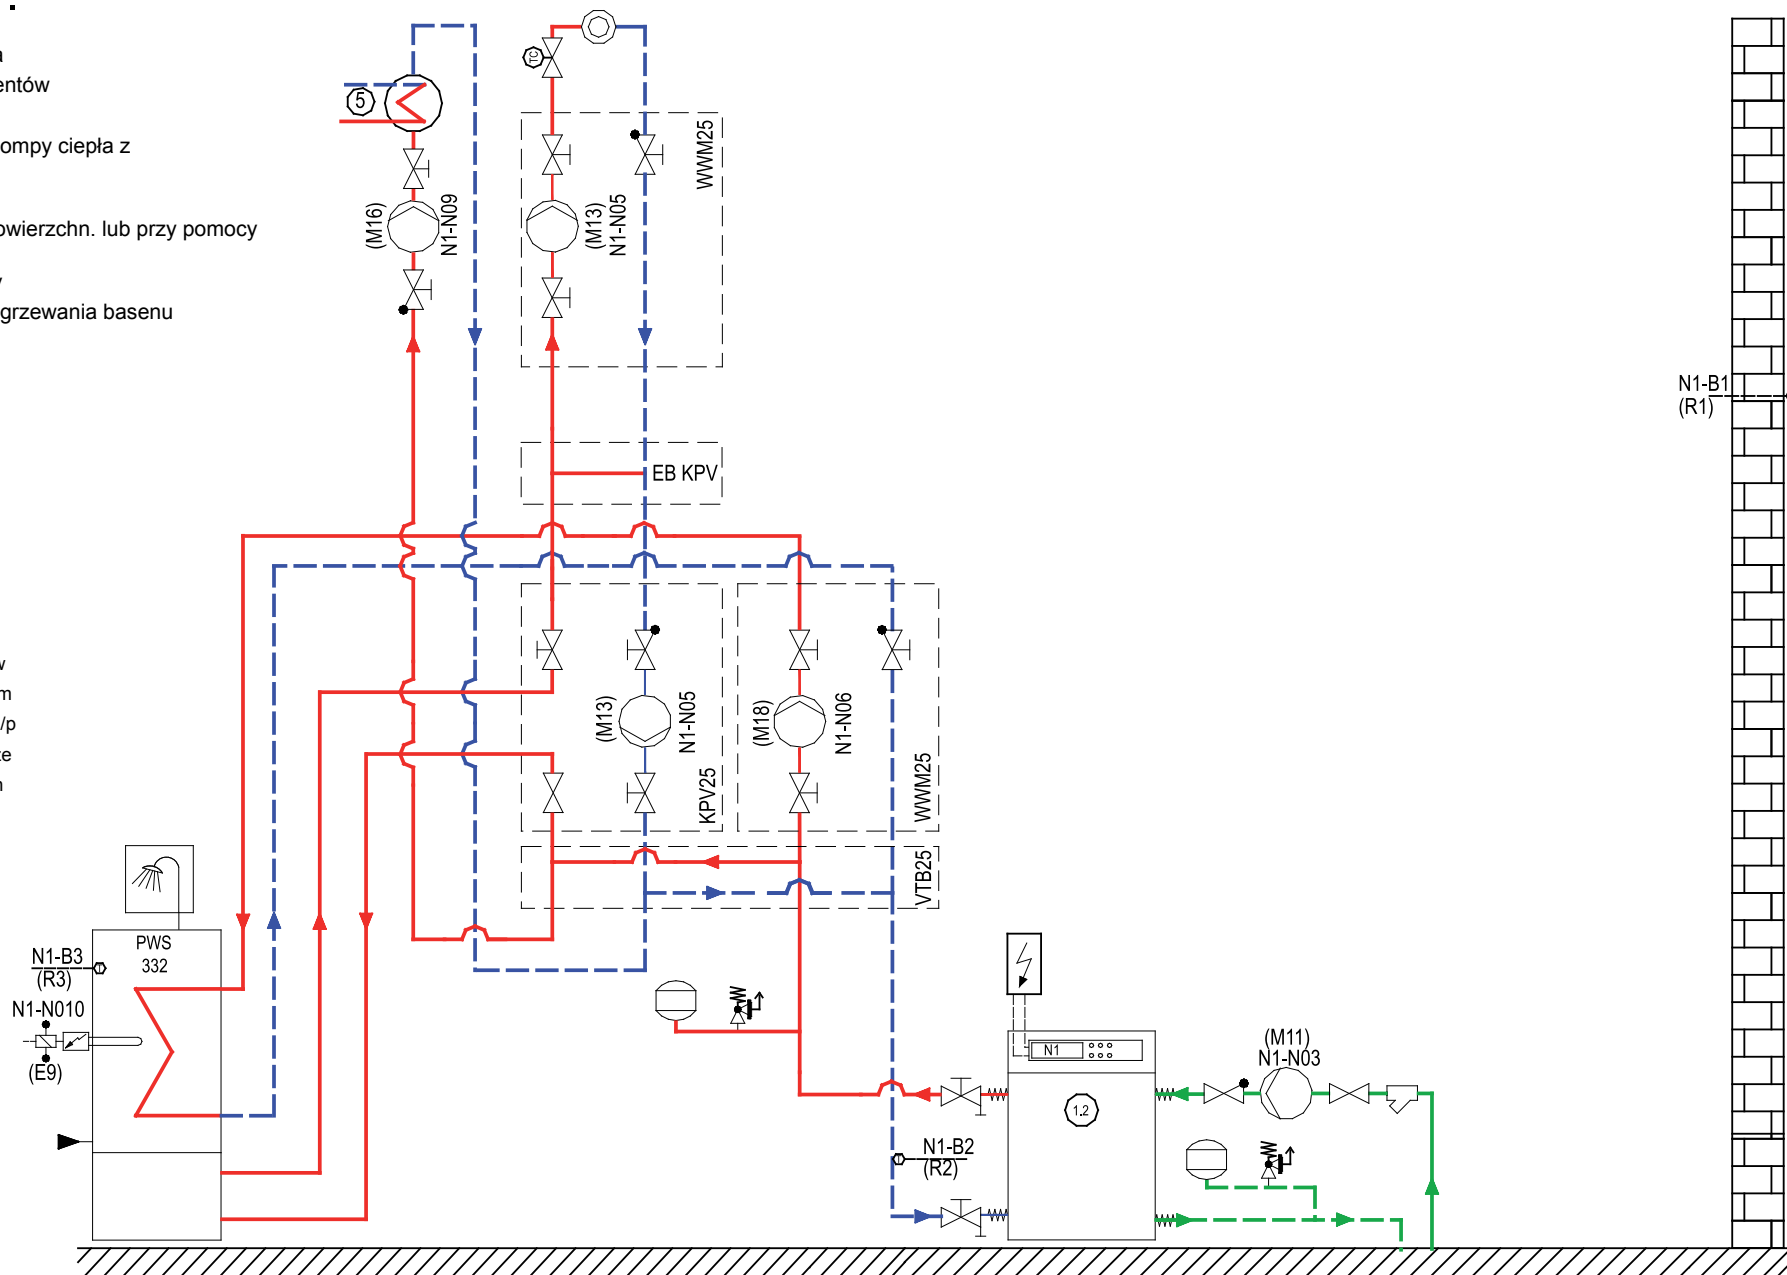 a
entów
ompy ciepła z
owierzchn. lub przy pomocy
y
grzewania basenu
w
m
/p
te
n
5
TC
(M16)
N1-N09
(M13)
N1-N05
WWM25
EB KPV
N1-B1
(R1)
(M13)
N1-N05
KPV25
(M18)
N1-N06
WWM25
VTB25
PWS
332
N1-B3
(R3)
N1-N010
(E9)
N1
1.2
(M11)
N1-N03
N1-B2
(R2)